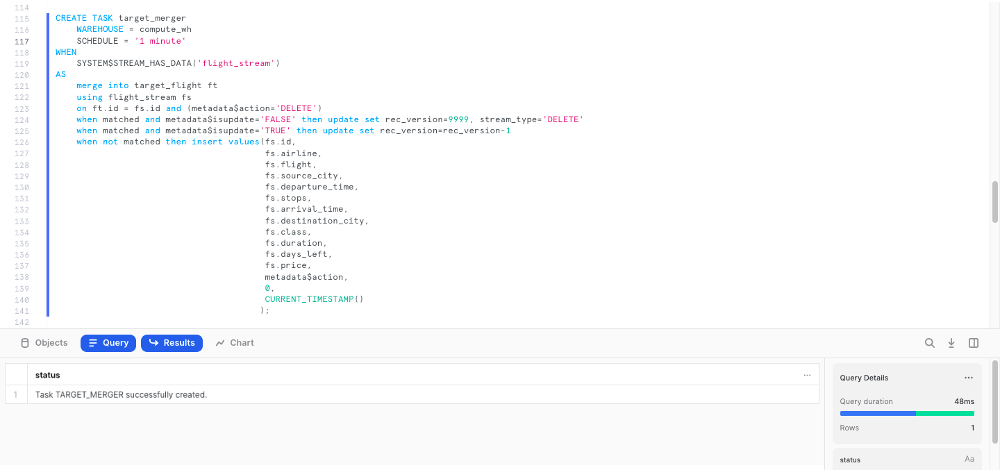 114
115 CREATE TASK target_merger
116 WAREHOUSE = compute_wh
117 SCHEDULE = '1 minute'
118 WHEN
119 SYSTEM$STREAM_HAS_DATA('flight_stream')
120 AS
121 merge into target_flight ft
122 using flight_stream fs
123 on ft.id = fs.id and (metadata$action='DELETE')
124 when matched and metadata$isupdate='FALSE' then update set rec_version=9999, stream_type='DELETE'
125 when matched and metadata$isupdate='TRUE' then update set rec_version=rec_version-1
126 when not matched then insert values(fs.id,
127 fs.airline,
128 fs.flight,
129 fs.source_city,
130 fs.departure_time,
131 fs.stops,
132 fs.arrival_time,
133 fs.destination_city,
134 fs.class,
135 fs.duration,
136 fs.days_left,
137 fs.price,
138 metadata$action,
139 0,
140 CURRENT_TIMESTAMP()
141 );
142
Objects Query Results Chart
status ...
1 Task TARGET_MERGER successfully created.
Query Details ...
Query duration 48ms
Rows 1
status Aa